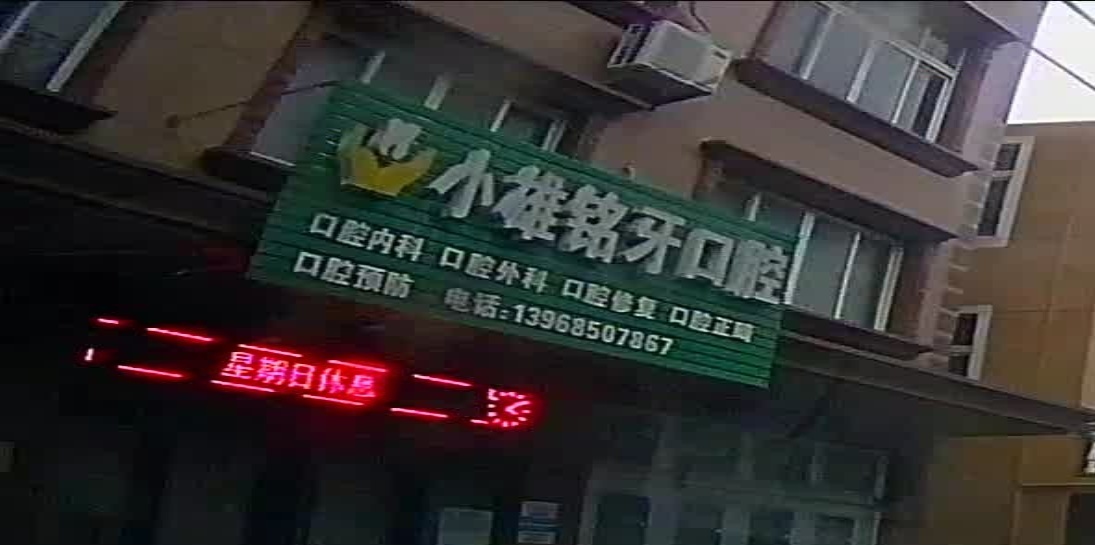 小雄铭牙口腔
口腔内科 口腔外科 口腔修复 口腔正畸
口腔预防 电话:13968507867
星期日休息